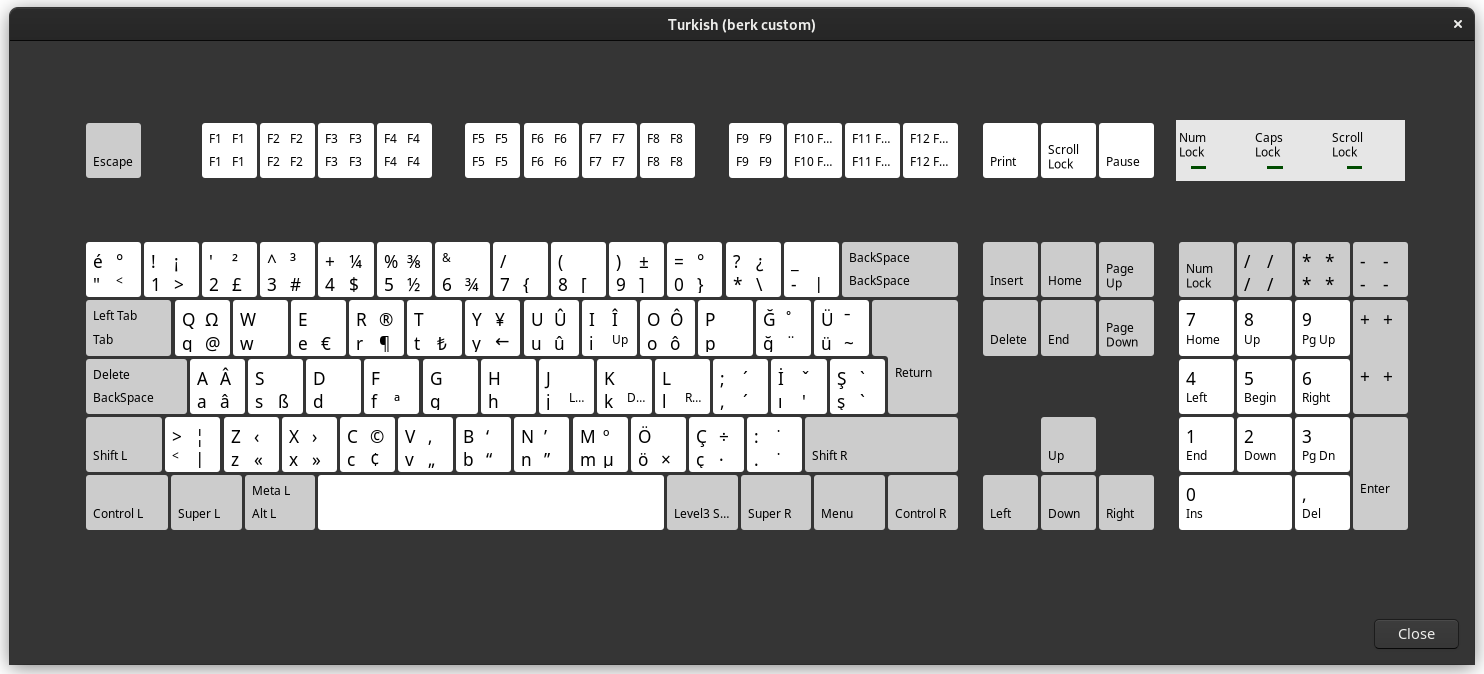 Turkish (berk custom)
×
Escape
F1 F1 F2 F2 F3 F3 F4 F4 F5 F5 F6 F6 F7 F7 F8 F8 F9 F9 F10 F... F11 F... F12 F...
F1 F1 F2 F2 F3 F3 F4 F4 F5 F5 F6 F6 F7 F7 F8 F8 F9 F9 F10 F... F11 F... F12 F...
Print Scroll Lock Pause
Num Lock Caps Lock Scroll Lock
é ° ! ¡ ' ² ^ ³ + ¼ % ⅜ & / ( ) ± = ° ? ¿ _ BackSpace
" < 1 > 2 £ 3 # 4 $ 5 ½ 6 ¾ 7 { 8 [ 9 ] 0 } * \ - | BackSpace
Insert Home Page Up
Num Lock / / * * - -
/ / * * - -
Left Tab Q Ω W E R ® T Y ¥ U Û I Î O Ô P Ğ ° Ü ¯
Tab q @ w e € r ¶ t ₺ y ← u û i Up o ô p ğ ¨ ü ~
Delete End Page Down
7 8 9 + +
Home Up Pg Up
Delete A Â S D F G H J K L ; ´ İ ˇ Ş ` Return
BackSpace a â s ß d f ª g h j L... k D... l R... , ´ ı ' ş `
4 5 6 + +
Left Begin Right
Shift L > ¦ Z ‹ X › C © V ‚ B ‘ N ’ M º Ö Ç ÷ : ˙ Shift R
< | z « x » c ¢ v „ b “ n ” m µ ö × ç · . ˙
Up
1 2 3 Enter
End Down Pg Dn
Control L Super L Meta L Level3 S... Super R Menu Control R
Alt L
Left Down Right
0 ,
Ins Del
Close